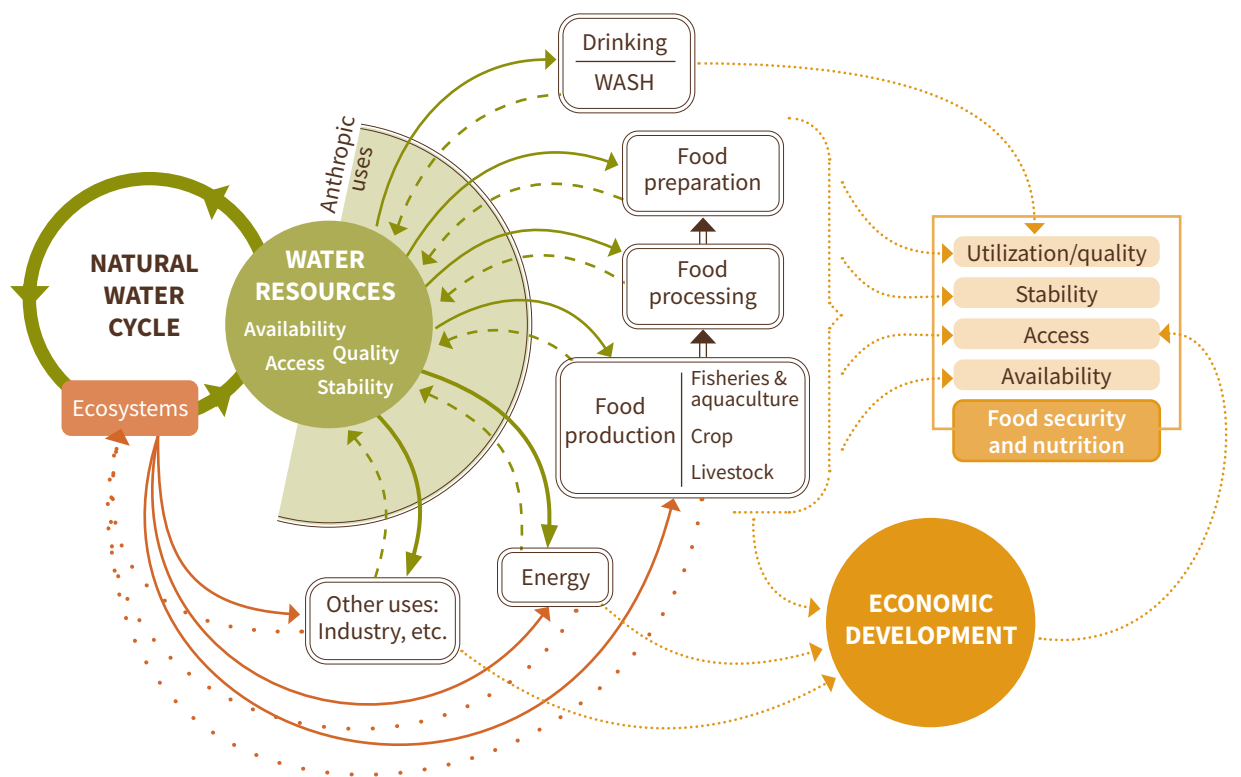 Drinking
WASH
Anthropic
uses
Food
preparation
NATURAL
WATER
CYCLE
WATER
RESOURCES
Availability
Access
Quality
Stability
Food
processing
Utilization/quality
Stability
Access
Availability
Food security
and nutrition
Ecosystems
Food
production
Fisheries &
aquaculture
Crop
Livestock
Energy
Other uses:
Industry, etc.
ECONOMIC
DEVELOPMENT